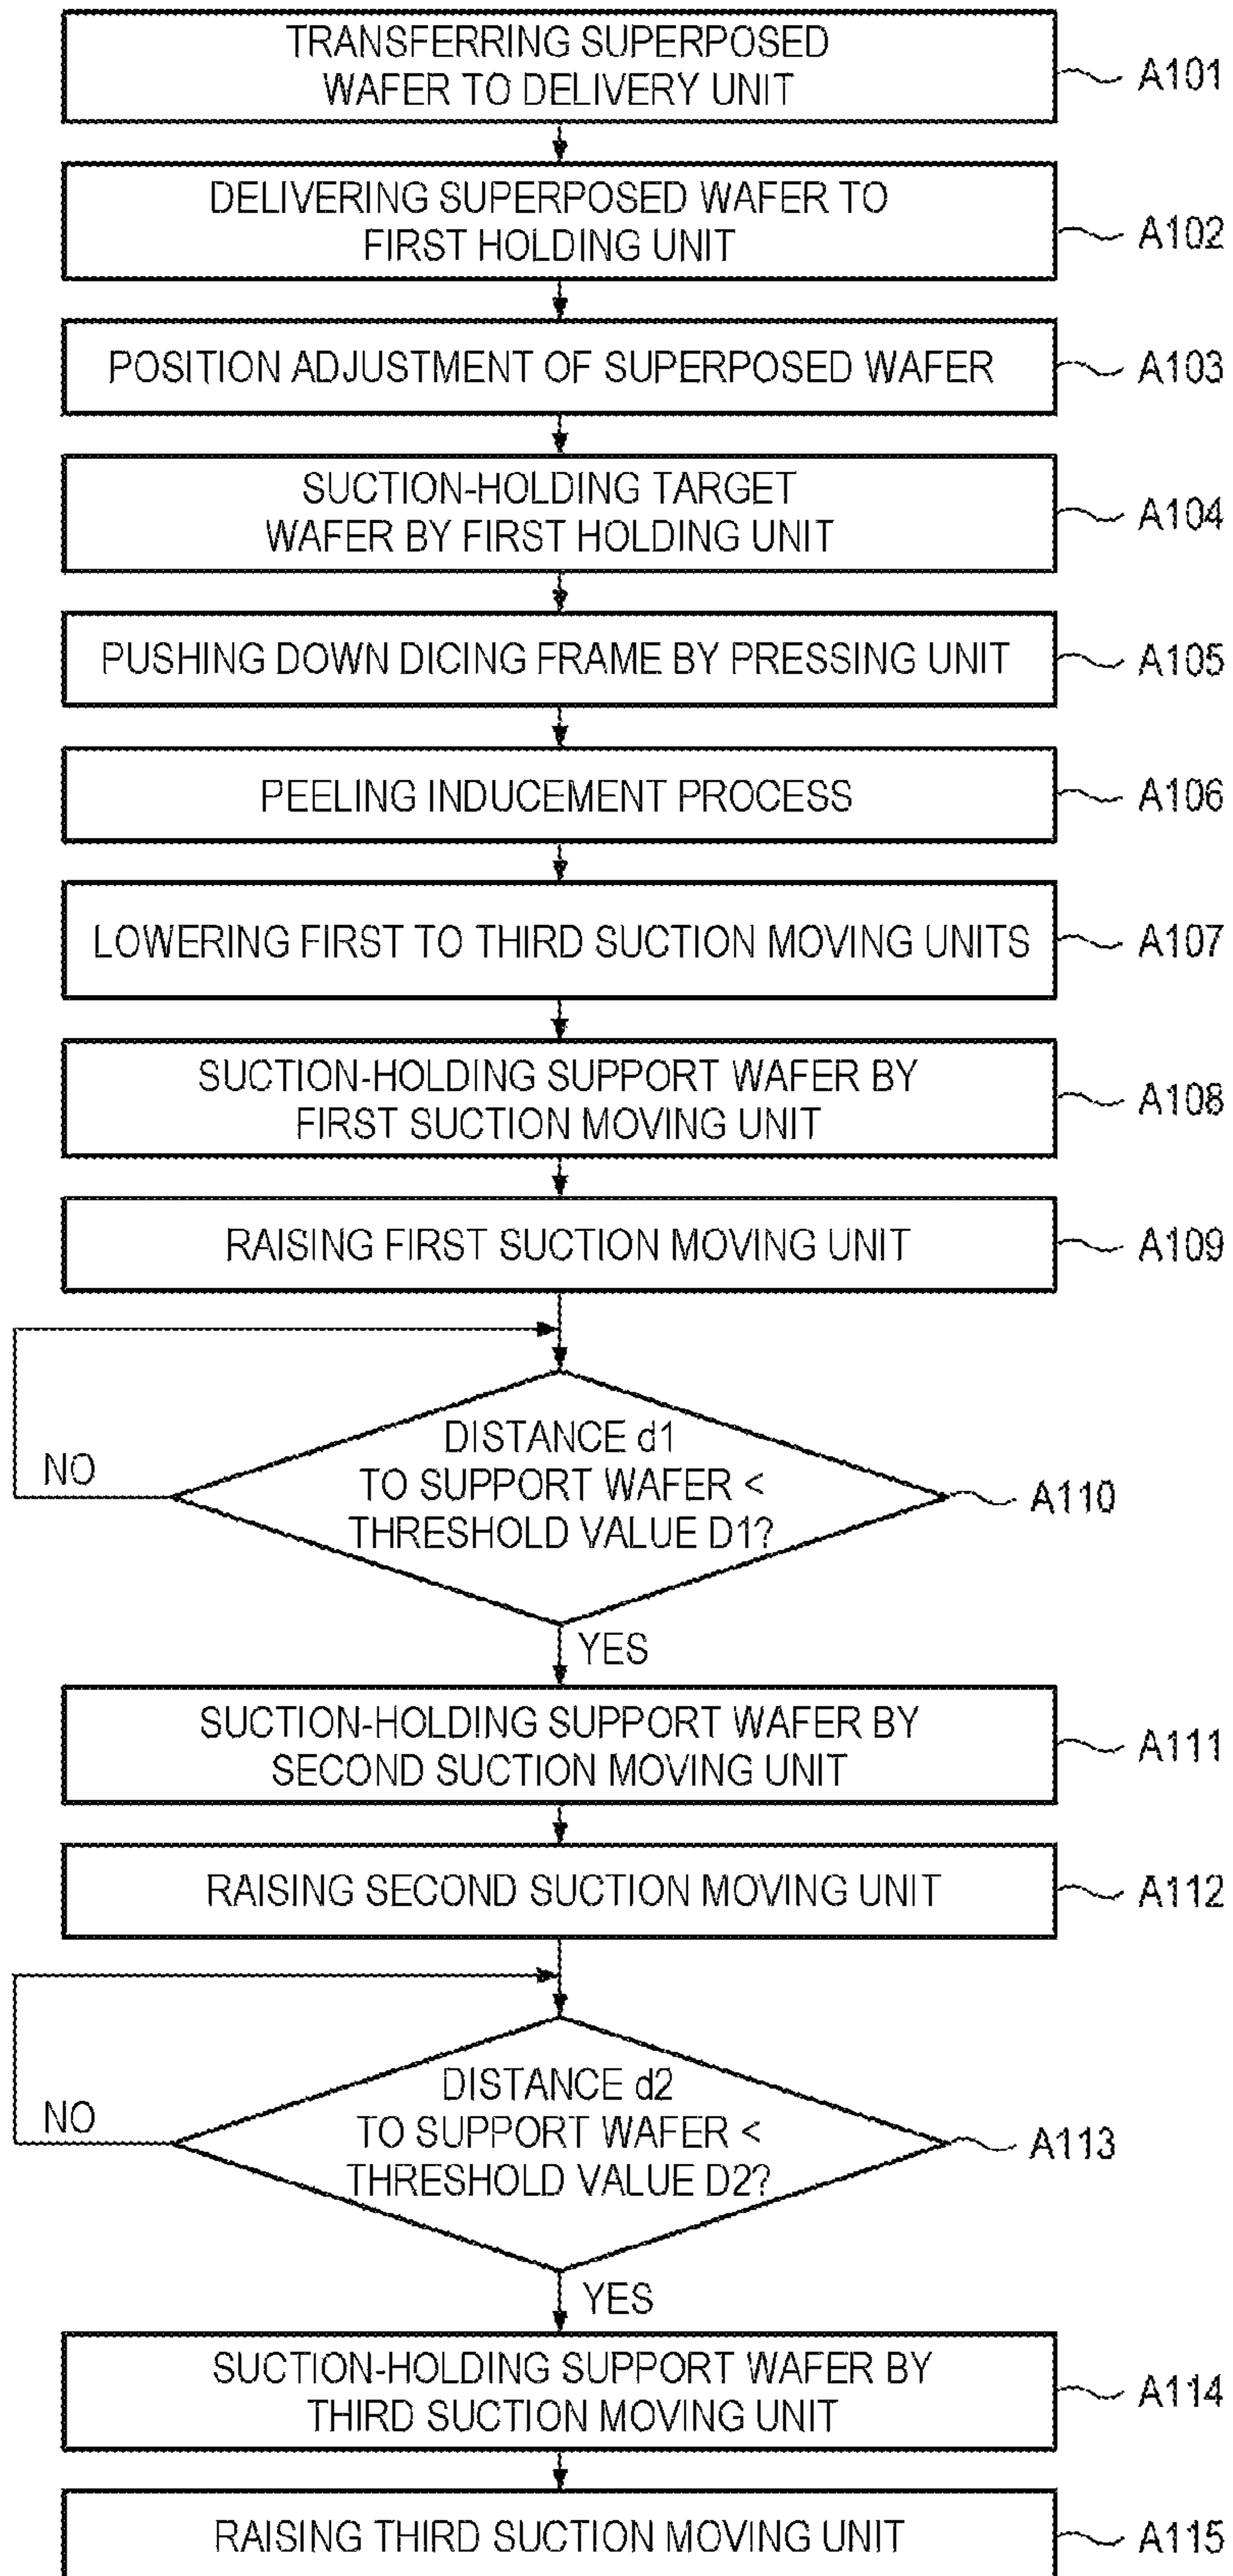 TRANSFERRING SUPERPOSED
WAFER TO DELIVERY UNIT
A101
DELIVERING SUPERPOSED WAFER TO
FIRST HOLDING UNIT
A102
POSITION ADJUSTMENT OF SUPERPOSED WAFER
A103
SUCTION-HOLDING TARGET
WAFER BY FIRST HOLDING UNIT
A104
PUSHING DOWN DICING FRAME BY PRESSING UNIT
A105
PEELING INDUCEMENT PROCESS
A106
LOWERING FIRST TO THIRD SUCTION MOVING UNITS
A107
SUCTION-HOLDING SUPPORT WAFER BY
FIRST SUCTION MOVING UNIT
A108
RAISING FIRST SUCTION MOVING UNIT
A109
DISTANCE d1
TO SUPPORT WAFER <
THRESHOLD VALUE D1?
NO
A110
YES
SUCTION-HOLDING SUPPORT WAFER BY
SECOND SUCTION MOVING UNIT
A111
RAISING SECOND SUCTION MOVING UNIT
A112
DISTANCE d2
TO SUPPORT WAFER <
THRESHOLD VALUE D2?
NO
A113
YES
SUCTION-HOLDING SUPPORT WAFER BY
THIRD SUCTION MOVING UNIT
A114
RAISING THIRD SUCTION MOVING UNIT
A115